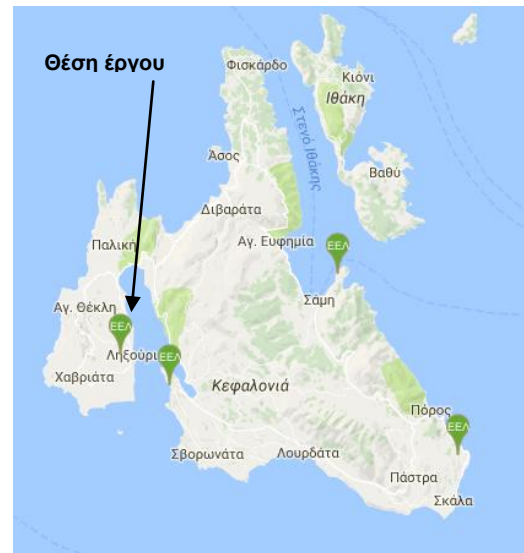 Θέση έργου
Φισκάρδο
Κιόνι
Ιθάκη
Στενό Ιθάκης
Άσος
Βαθύ
Διβαράτα
Παλική
Αγ. Ευφημία
ΕΕΛ
Σάμη
Αγ. Θέκλη
ΕΕΛ
Ληξούρι
ΕΕΛ
Χαβριάτα
Κεφαλονιά
Πόρος
ΕΕΛ
Σβορωνάτα
Λουρδάτα
Πάστρα
Σκάλα